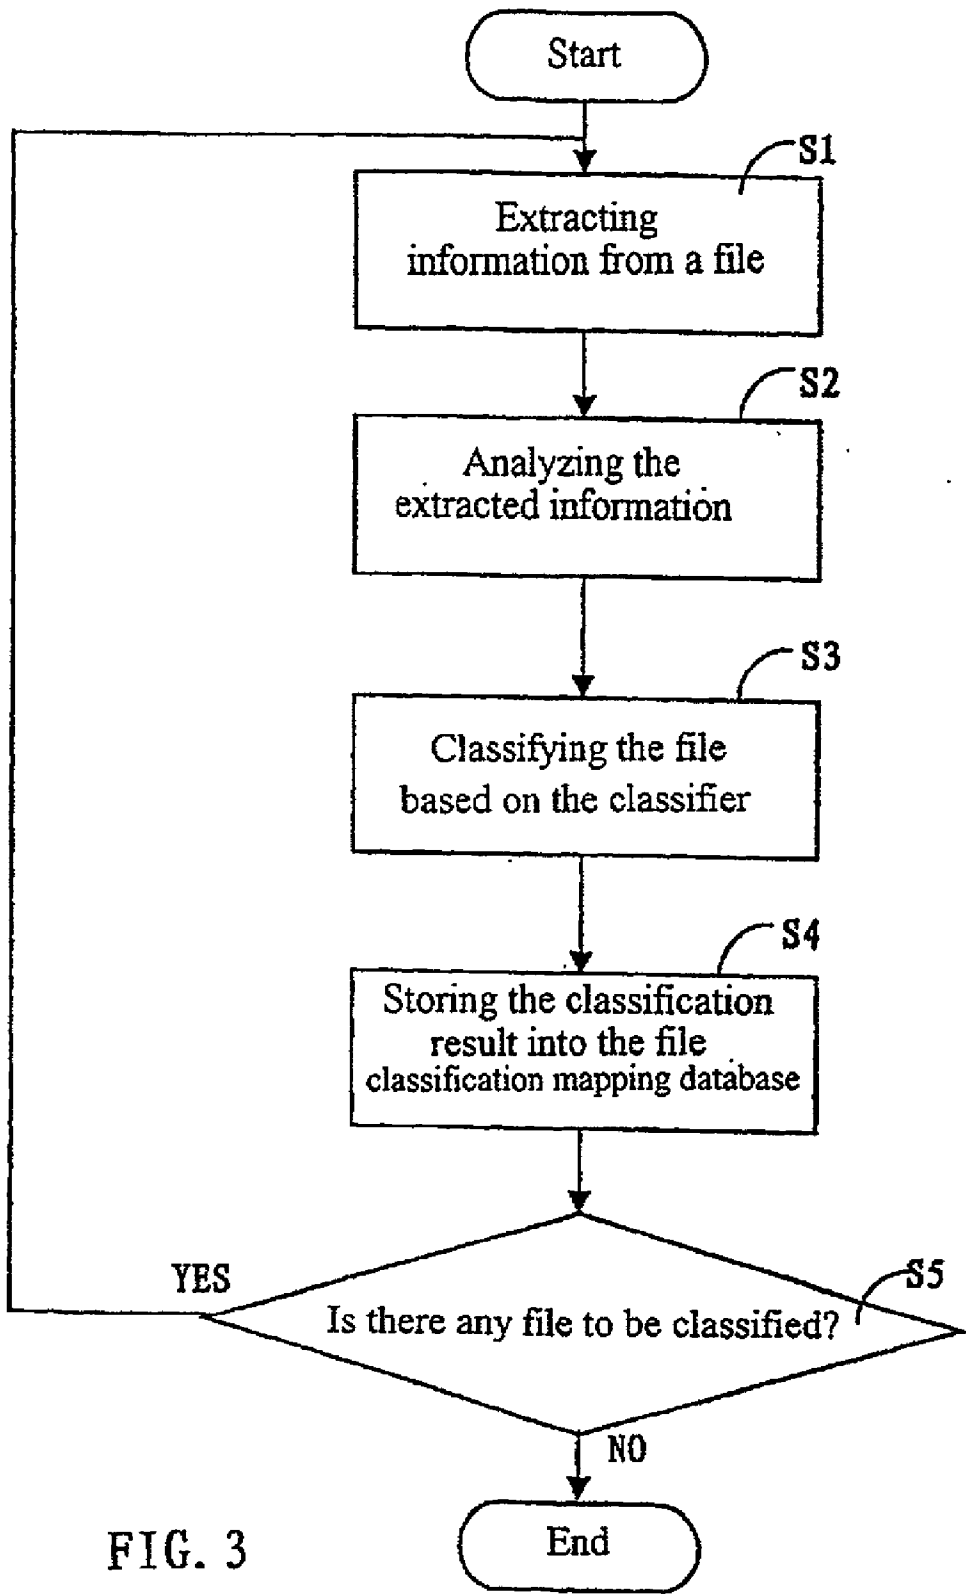 Start
S1
Extracting
information from a file
S2
Analyzing the
extracted information
S3
Classifying the file
based on the classifier
S4
Storing the classification
result into the file
classification mapping database
YES
S5
Is there any file to be classified?
NO
End
FIG. 3